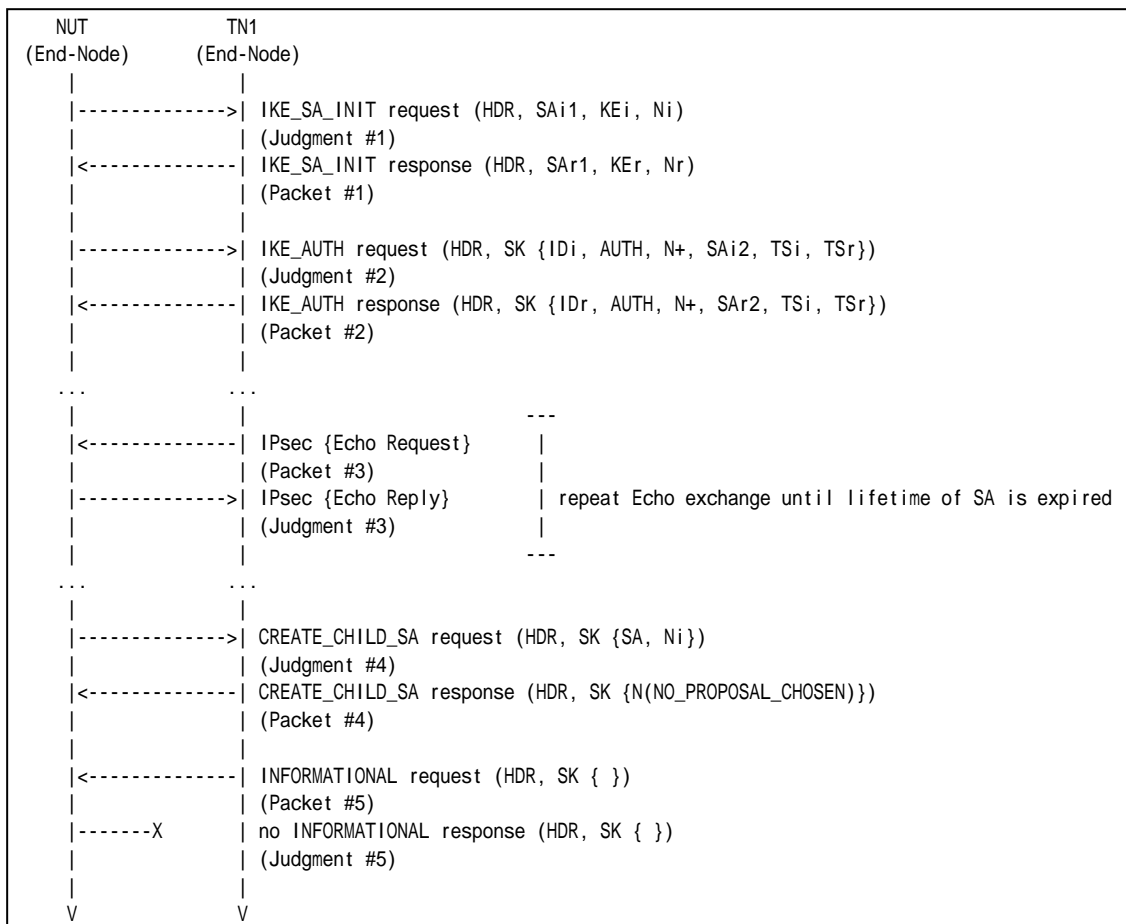 NUT TN1
(End-Node) (End-Node)
| |
|-------------->| IKE_SA_INIT request (HDR, SAi1, KEi, Ni)
| | (Judgment #1)
|<--------------| IKE_SA_INIT response (HDR, SAr1, KEr, Nr)
| | (Packet #1)
| |
|-------------->| IKE_AUTH request (HDR, SK {IDi, AUTH, N+, SAi2, TSi, TSr})
| | (Judgment #2)
|<--------------| IKE_AUTH response (HDR, SK {IDr, AUTH, N+, SAr2, TSi, TSr})
| | (Packet #2)
| |
... ...
| | ---
|<--------------| IPsec {Echo Request} |
| | (Packet #3) |
|-------------->| IPsec {Echo Reply} | repeat Echo exchange until lifetime of SA is expired
| | (Judgment #3) |
| | ---
... ...
| |
|-------------->| CREATE_CHILD_SA request (HDR, SK {SA, Ni})
| | (Judgment #4)
|<--------------| CREATE_CHILD_SA response (HDR, SK {N(NO_PROPOSAL_CHOSEN)})
| | (Packet #4)
| |
|<--------------| INFORMATIONAL request (HDR, SK { })
| | (Packet #5)
|-------X | no INFORMATIONAL response (HDR, SK { })
| | (Judgment #5)
| |
V V